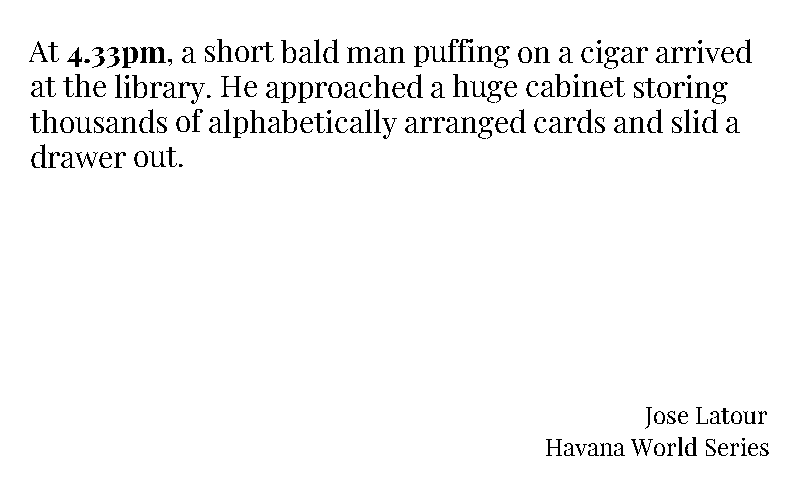 At 4.33pm, a short bald man puffing on a cigar arrived
at the library. He approached a huge cabinet storing
thousands of alphabetically arranged cards and slid a
drawer out.
Jose Latour
Havana World Series